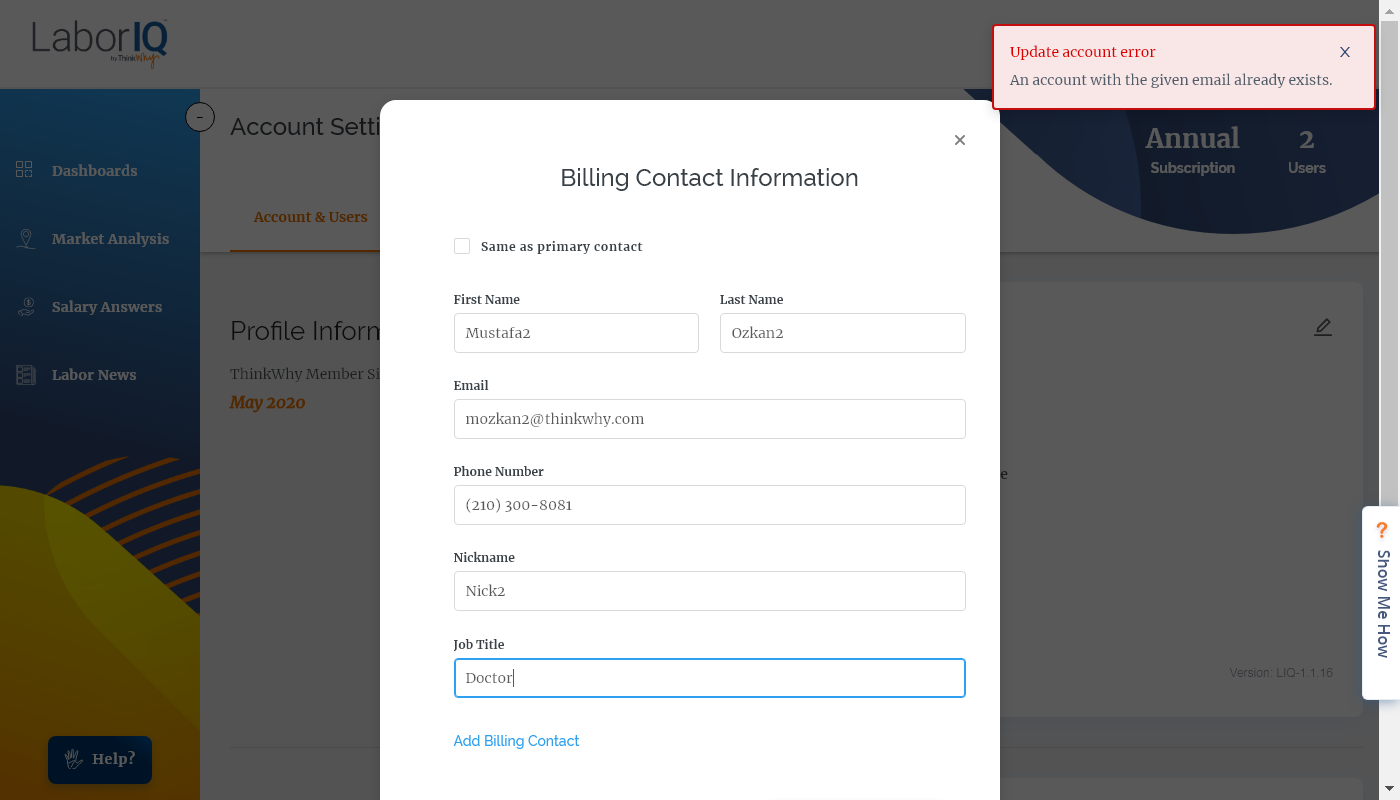 LaborIQ
by ThinkWhy
Update account error
X
An account with the given email already exists.
-
Account Setti
Annual
2
Subscription
Users
Dashboards
Market Analysis
Salary Answers
Labor News
Account & Users
Profile Inform
ThinkWhy Member Si
May 2020
×
Billing Contact Information
Same as primary contact
First Name
Last Name
Mustafa2
Ozkan2
Email
mozkan2@thinkwhy.com
Phone Number
(210) 300-8081
Nickname
Nick2
Job Title
Doctor
Add Billing Contact
e
? Show Me How
Version: LIQ-1.1.16
Help?